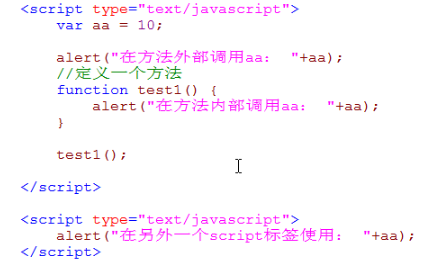 <script type="text/javascript">
var aa = 10;
alert("在方法外部调用aa： "+aa);
//定义一个方法
function test1() {
alert("在方法内部调用aa： "+aa);
}
test1();
</script>
<script type="text/javascript">
alert("在另外一个script标签使用： "+aa);
</script>